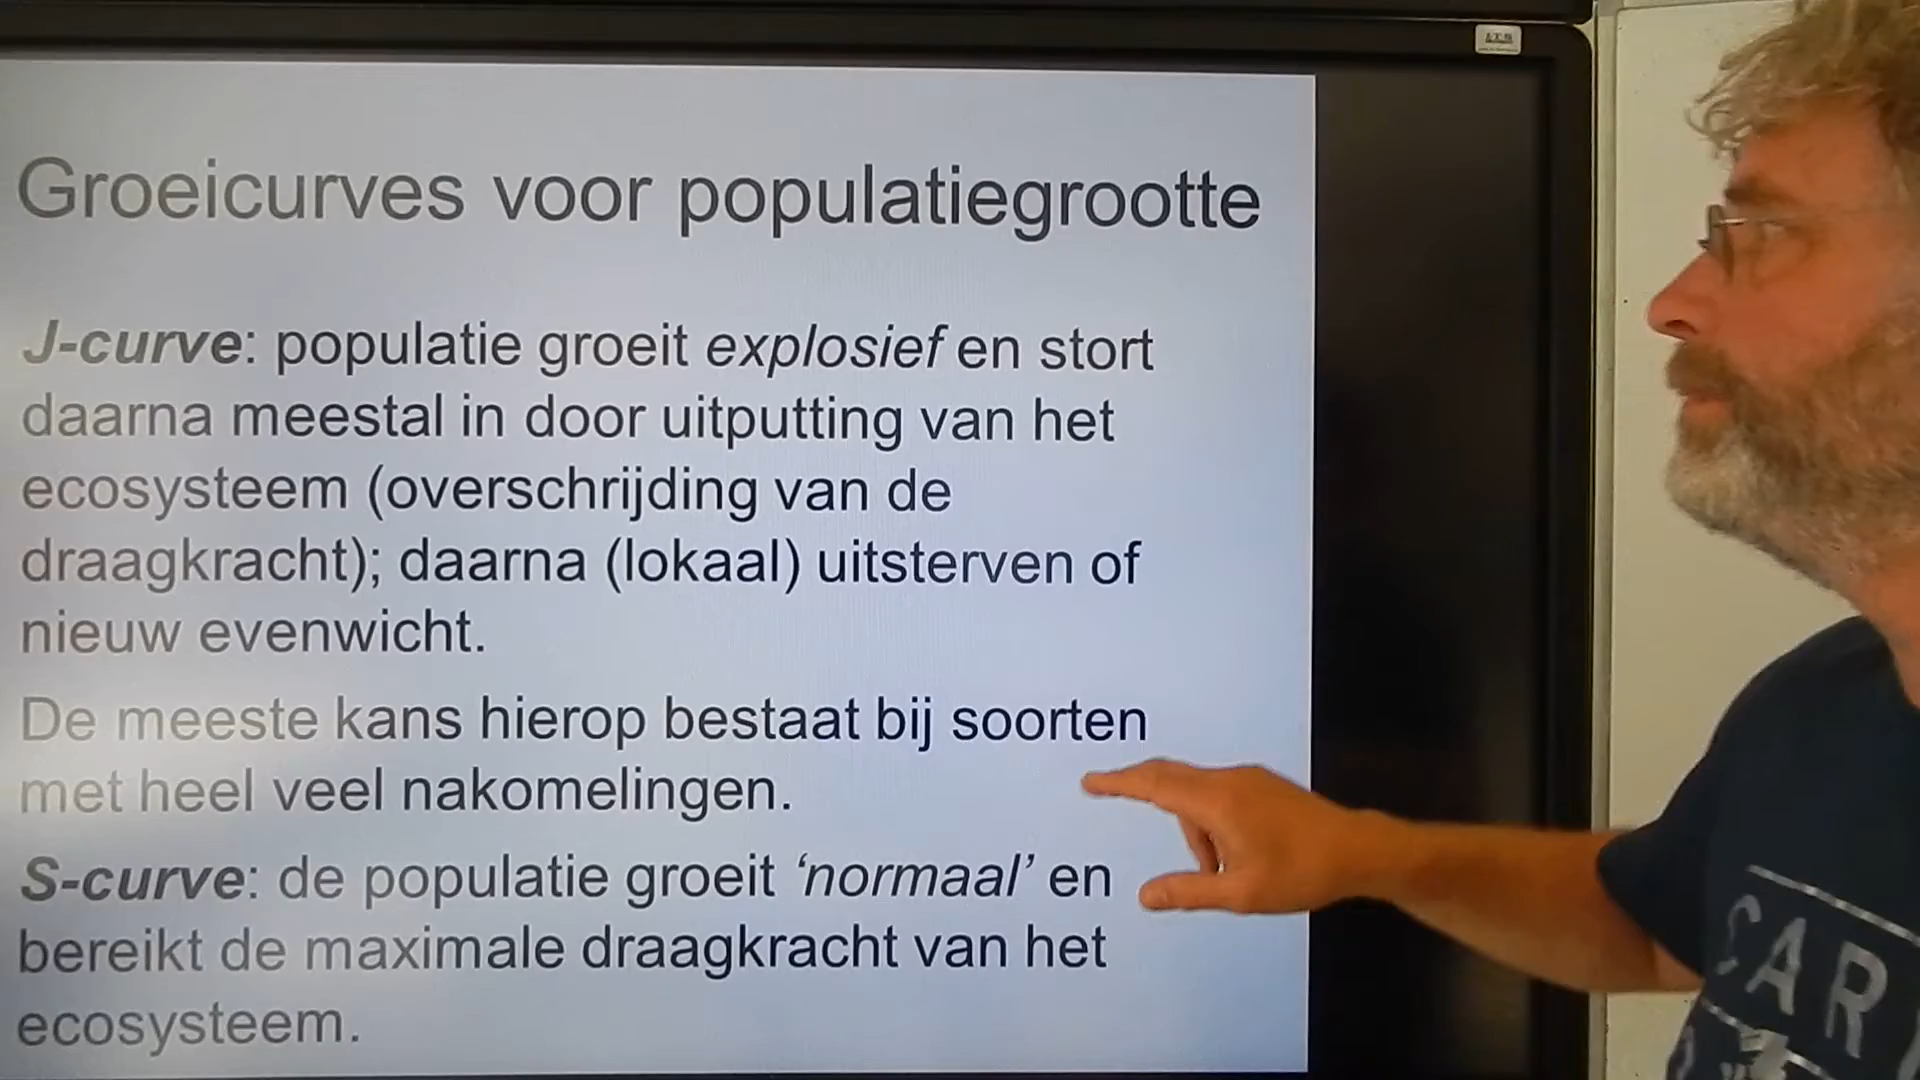 Groeicurves voor populatiegrootte
J-curve: populatie groeit explosief en stort
daarna meestal in door uitputting van het
ecosysteem (overschrijding van de
draagkracht); daarna (lokaal) uitsterven of
nieuw evenwicht.
De meeste kans hierop bestaat bij soorten
met heel veel nakomelingen.
S-curve: de populatie groeit ‘normaal’ en
bereikt de maximale draagkracht van het
ecosysteem.